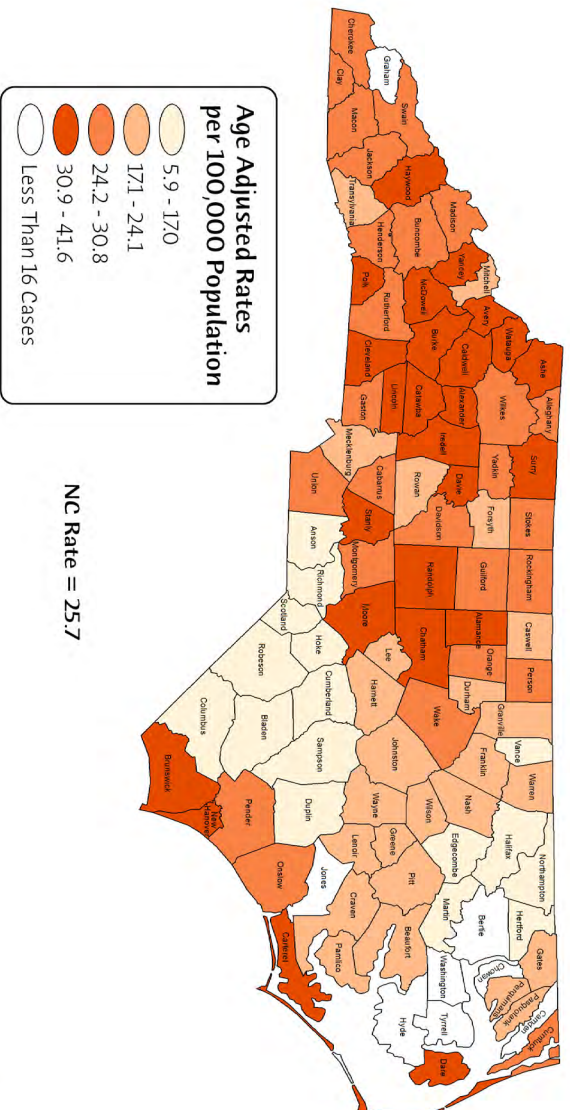 Alleghany
Ashe
Surry
Stokes
Rockingham
Caswell
Person
Granville
Vance
Warren
Northampton
Hertford
Gates
Currituck
Camden
Pasquotank
Perquimans
Chowan
Halifax
Bertie
Watauga
Wilkes
Yadkin
Forsyth
Guilford
Alamance
Orange
Durham
Franklin
Nash
Edgecombe
Martin
Washington
Tyrrell
Dare
Mitchell
Avery
Caldwell
Alexander
Iredell
Davie
Davidson
Randolph
Chatham
Wake
Wilson
Pitt
Beaufort
Hyde
Madison
Yancey
McDowell
Burke
Catawba
Rowan
Johnston
Greene
Haywood
Buncombe
Rutherford
Lincoln
Cabarrus
Stanly
Montgomery
Moore
Lee
Harnett
Wayne
Lenoir
Craven
Pamlico
Graham
Swain
Jackson
Henderson
Polk
Cleveland
Gaston
Mecklenburg
Cherokee
Clay
Macon
Transylvania
Union
Anson
Richmond
Scotland
Hoke
Cumberland
Sampson
Duplin
Jones
Carteret
Robeson
Bladen
Pender
Onslow
Columbus
Brunswick
New
Hanover
Age Adjusted Rates
per 100,000 Population
5.9 - 17.0
17.1 - 24.1
24.2 - 30.8
30.9 - 41.6
Less Than 16 Cases
NC Rate = 25.7